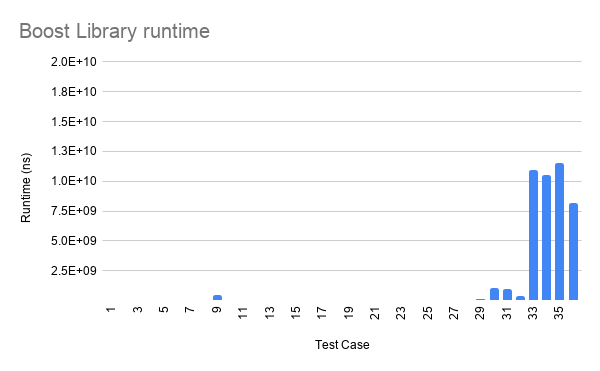 Boost Library runtime
2.0E+10
1.8E+10
1.5E+10
1.3E+10
1.0E+10
7.5E+09
5.0E+09
2.5E+09
Runtime (ns)
1 3 5 7 9 11 13 15 17 19 21 23 25 27 29 31 33 35
Test Case